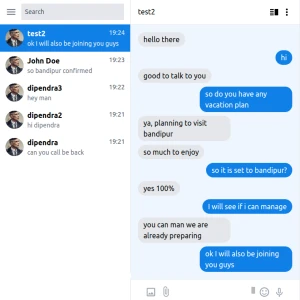 Search
test2
19:24
ok I will also be joining you guys
John Doe
19:23
so bandipur confirmed
dipendra3
19:22
hey man
dipendra2
19:21
hi dipendra
dipendra
19:21
can you call be back
test2
hello there
hi
good to talk to you
so do you have any
vacation plan
ya, planning to visit
bandipur
so much to enjoy
so it is set to bandipur?
yes 100%
I will see if i can manage
you can man we are
already preparing
ok I will also be joining
you guys